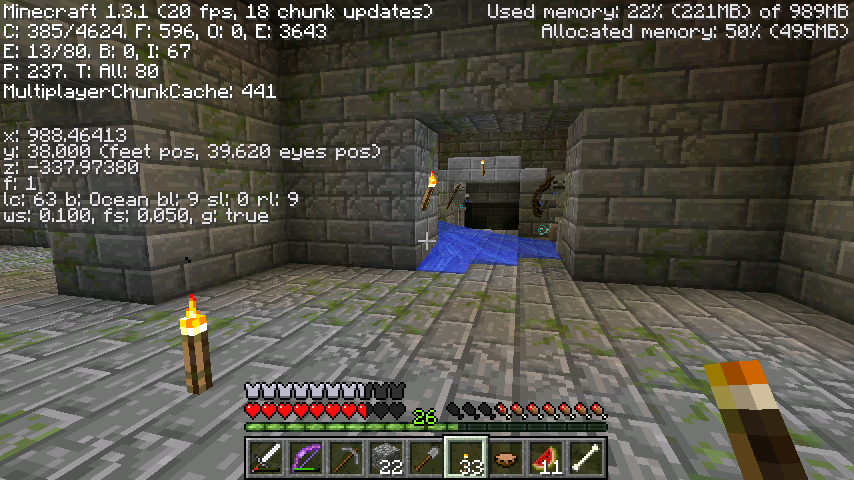 Minecraft 1.3.1 (20 fps, 18 chunk updates)
C: 385/4624, F: 596, O: 0, E: 3643
E: 13/80, B: 0, I: 67
P: 237. T: All: 80
MultiplayerChunkCache: 441
Used memory: 22% (221MB) of 989MB
Allocated memory: 50% (495MB)
x: 988.46413
y: 38.000 (feet pos, 39.620 eyes pos)
z: -337.97380
f: 1
lc: 63 b: Ocean bl: 9 sl: 0 rl: 9
ws: 0.100, fs: 0.050, g: true
26
22 33 11